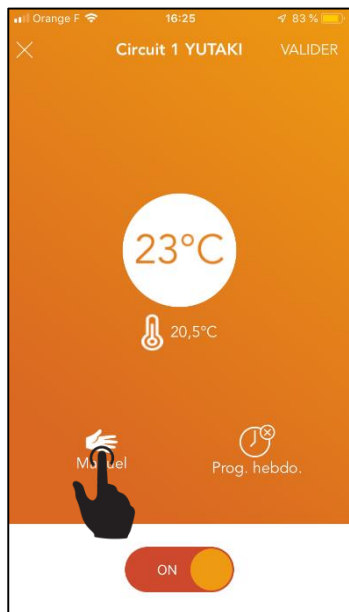 Orange F 16:25 83 %
Circuit 1 YUTAKI VALIDER
23°C
20,5°C
Prog. hebdo.
ON